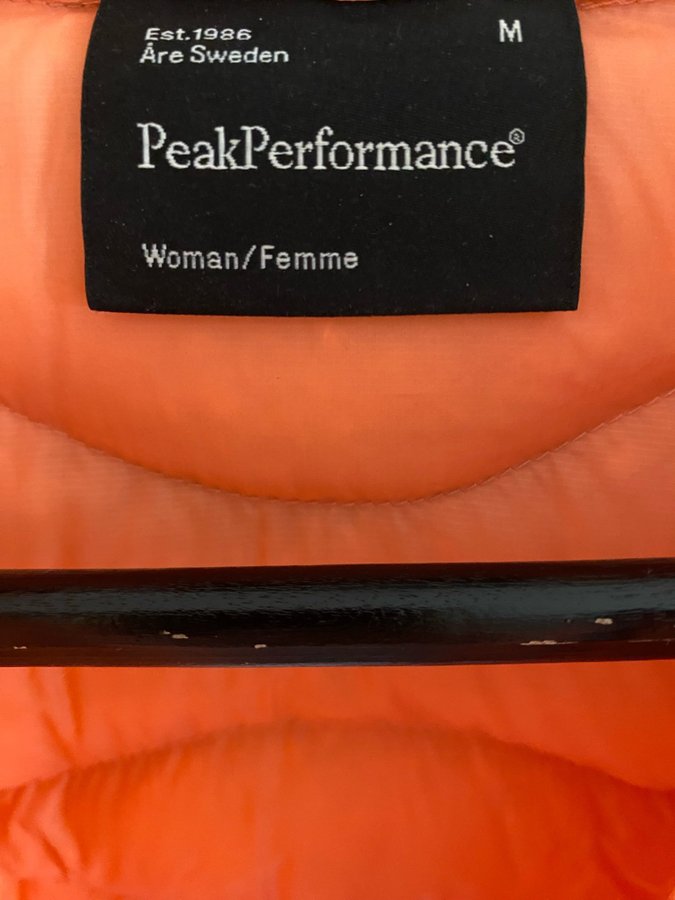 Est.1986 M
Åre Sweden
PeakPerformance®
Woman/Femme